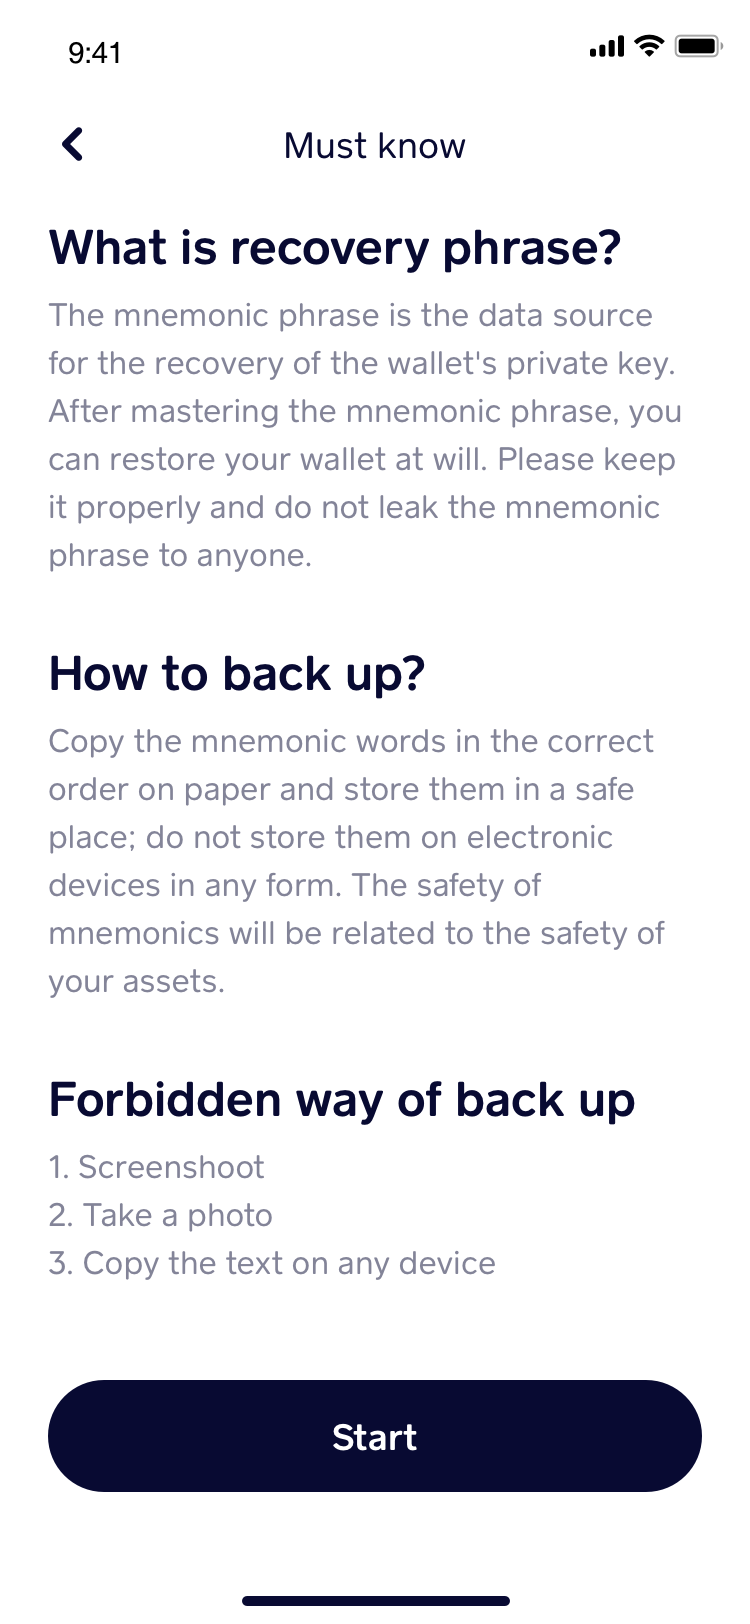 9:41
Must know
What is recovery phrase?
The mnemonic phrase is the data source
for the recovery of the wallet's private key.
After mastering the mnemonic phrase, you
can restore your wallet at will. Please keep
it properly and do not leak the mnemonic
phrase to anyone.
How to back up?
Copy the mnemonic words in the correct
order on paper and store them in a safe
place; do not store them on electronic
devices in any form. The safety of
mnemonics will be related to the safety of
your assets.
Forbidden way of back up
1. Screenshoot
2. Take a photo
3. Copy the text on any device
Start